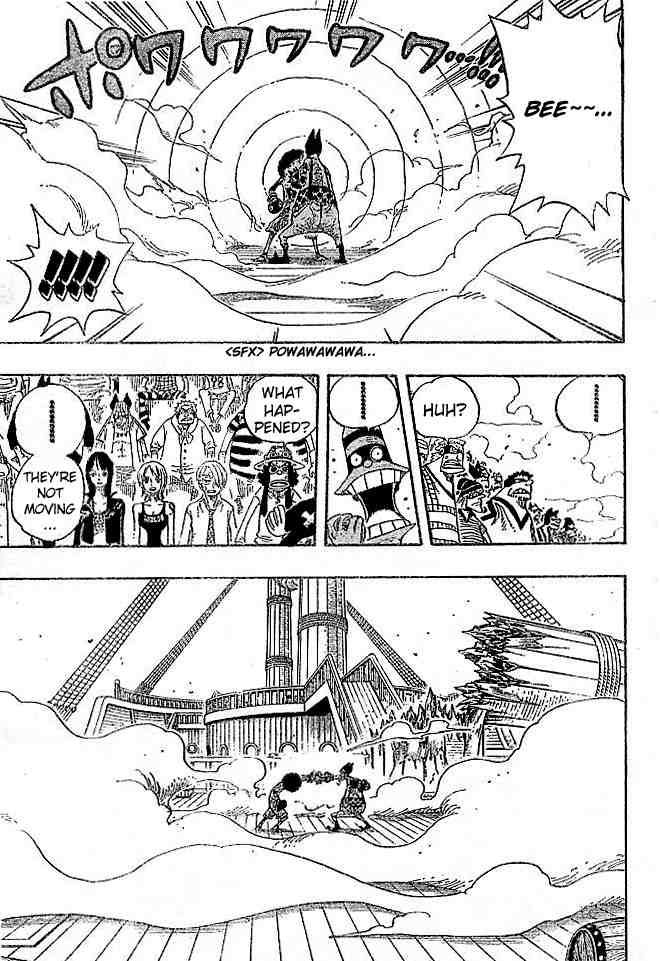 BEE~~...
ポワワワワワ...…!!!
!!!!!
<SFX> POWAWAWAWA...
HUH?
WHAT
HAP-
PENED?
THEY'RE
NOT
MOVING
...